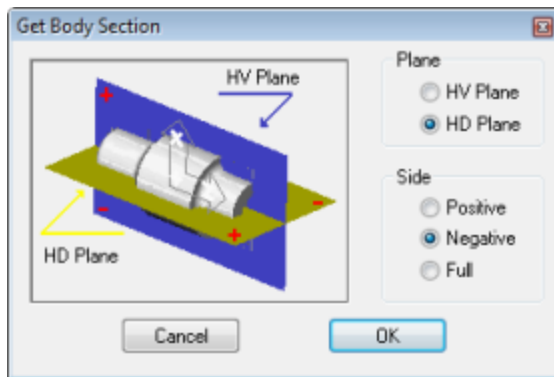 Get Body Section
HV Plane
+
-
-
+
HD Plane
Plane
HV Plane
HD Plane
Side
Positive
Negative
Full
Cancel
OK